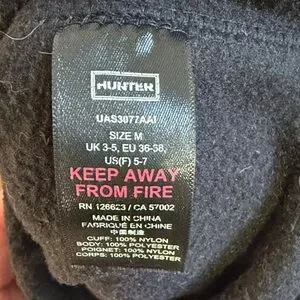 HUNTER
UAS3077AAI
SIZE M
UK 3-5, EU 36-38,
US(F) 5-7
KEEP AWAY
FROM FIRE
RN 126623 / CA 57002
MADE IN CHINA
FABRIQUÉ EN CHINE
中国制造
CUFF: 100% NYLON
BODY: 100% POLYESTER
POIGNET: 100% NYLON
CORPS: 100% POLYESTER